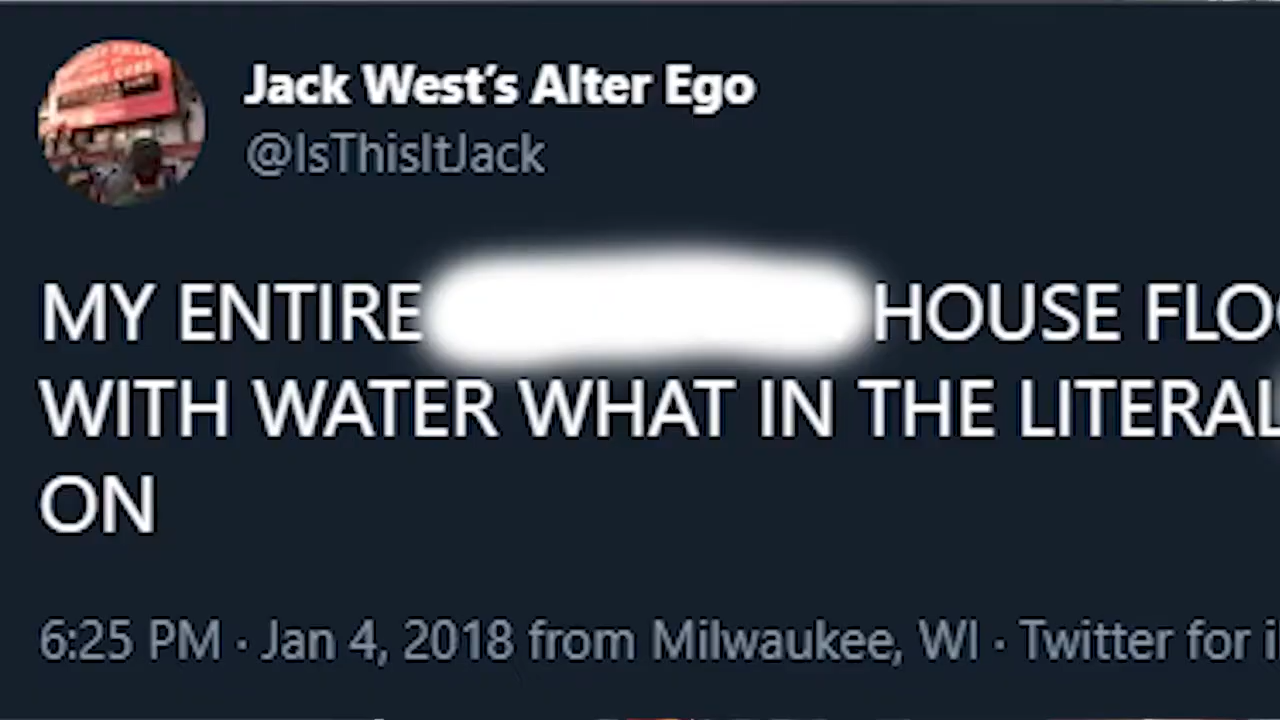 Jack West's Alter Ego
@IsThisItJack
MY ENTIRE HOUSE FLO
WITH WATER WHAT IN THE LITERAL
ON
6:25 PM · Jan 4, 2018 from Milwaukee, WI · Twitter for i